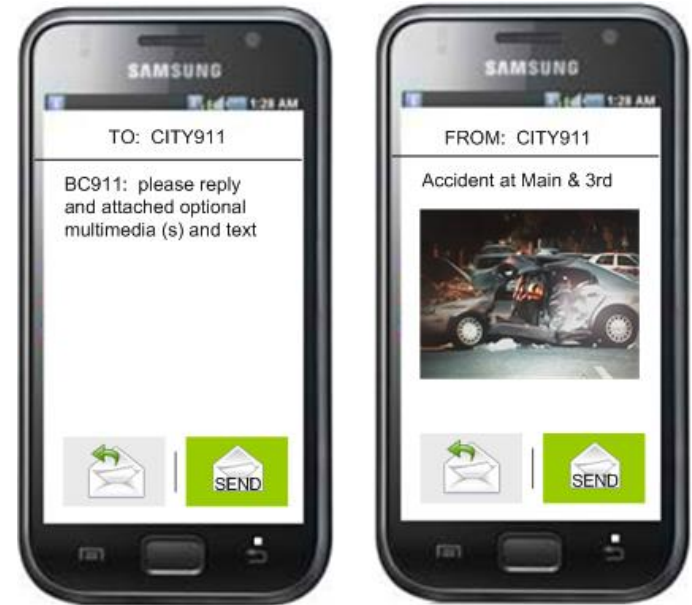 SAMSUNG
1:28 AM
TO: CITY911
BC911: please reply
and attached optional
multimedia (s) and text
SEND
SAMSUNG
1:28 AM
FROM: CITY911
Accident at Main & 3rd
SEND